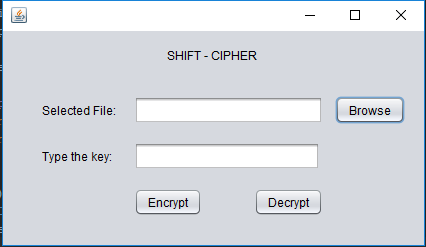 SHIFT - CIPHER
Selected File: Browse
Type the key:
Encrypt Decrypt